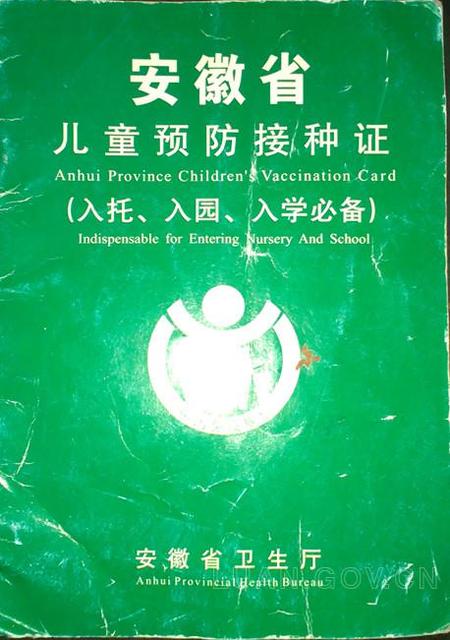 安徽省
儿童预防接种证
Anhui Province Children's Vaccination Card
(入托、入园、入学必备)
Indispensable for Entering Nursery And School
安徽省卫生厅
Anhui Provincial Health Bureau